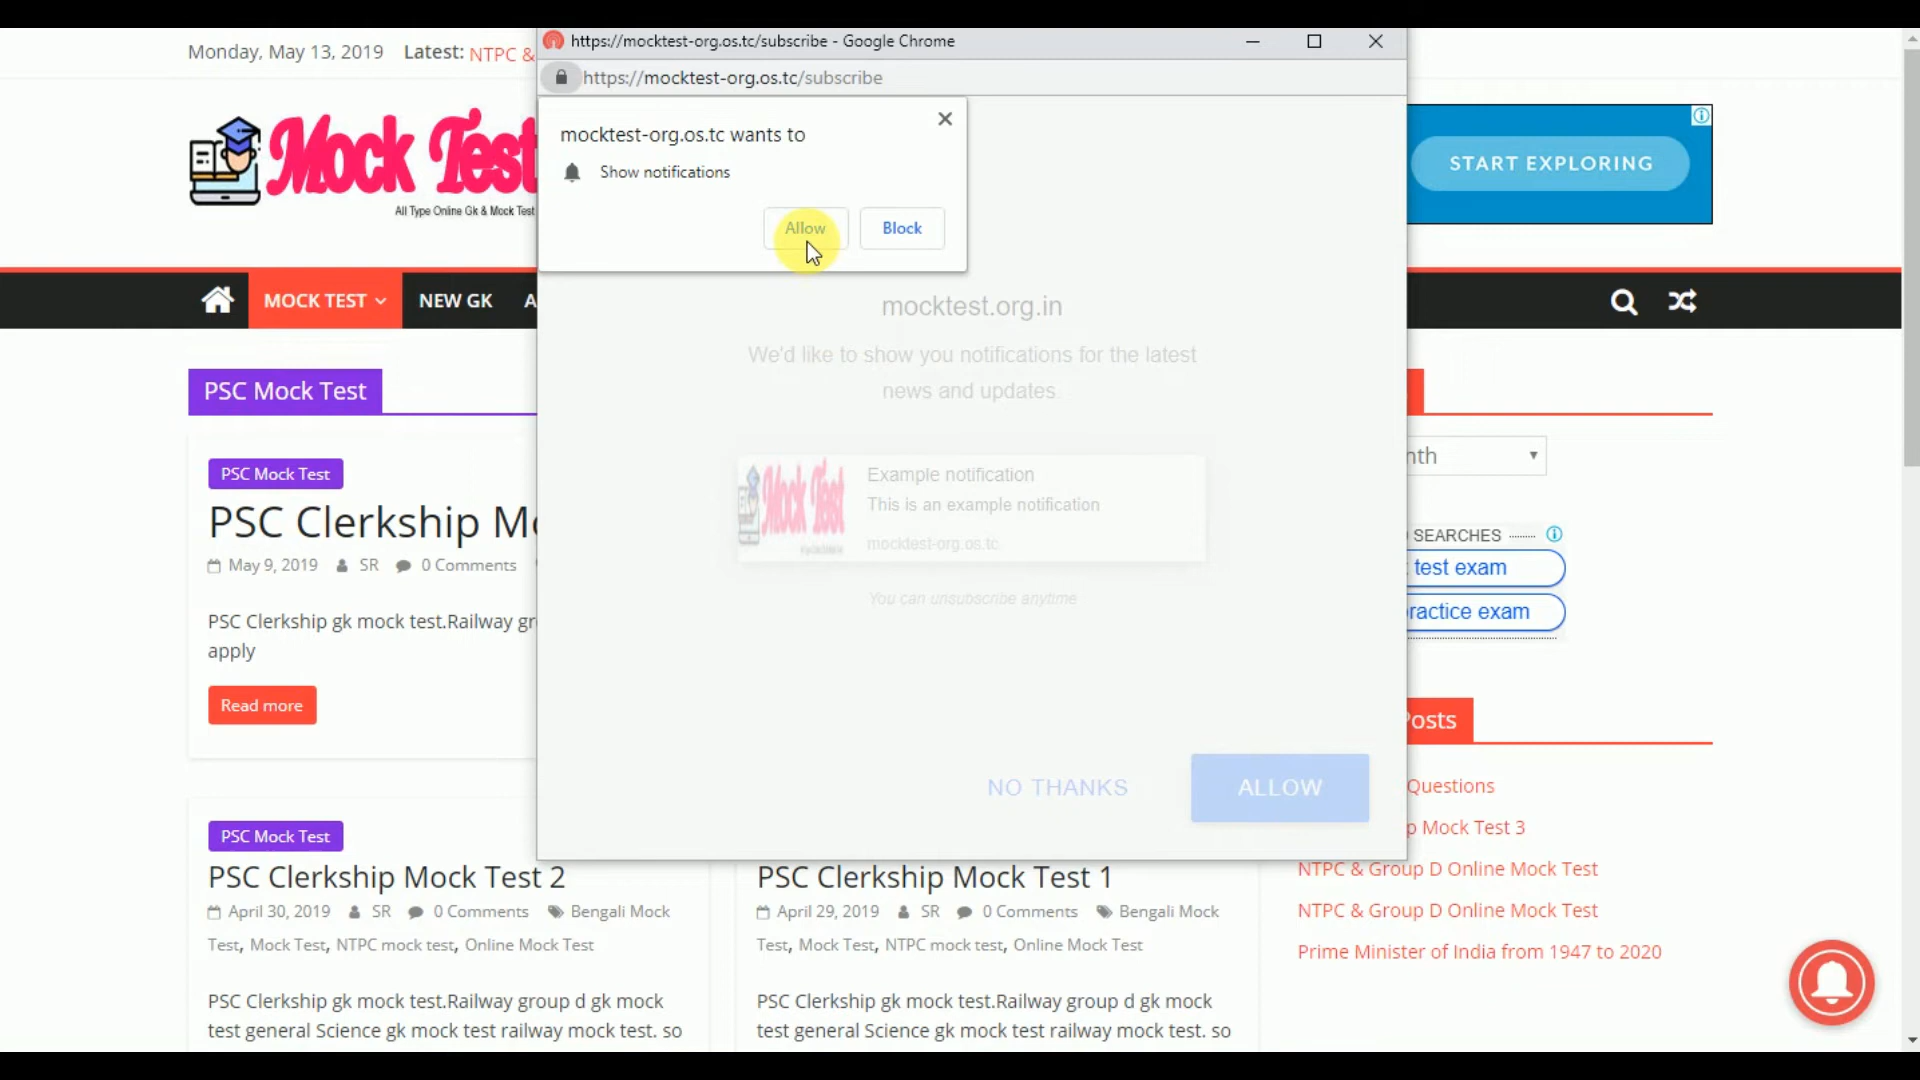 Monday, May 13, 2019 Latest: NTPC &
Mock Test
All Type Online Gk & Mock Test
https://mocktest-org.os.tc/subscribe - Google Chrome
https://mocktest-org.os.tc/subscribe
mocktest-org.os.tc wants to
Show notifications
Allow Block
START EXPLORING
MOCK TEST NEW GK A
mocktest.org.in
We'd like to show you notifications for the latest
news and updates.
Mock Test
Example notification
This is an example notification
mocktest-org.os.tc
You can unsubscribe anytime
NO THANKS ALLOW
PSC Mock Test
PSC Mock Test
PSC Clerkship Mo
May 9, 2019 SR 0 Comments
PSC Clerkship gk mock test.Railway gr
apply
Read more
PSC Mock Test
PSC Clerkship Mock Test 2
April 30, 2019 SR 0 Comments Bengali Mock
Test, Mock Test, NTPC mock test, Online Mock Test
PSC Clerkship gk mock test.Railway group d gk mock
test general Science gk mock test railway mock test. so
PSC Clerkship Mock Test 1
April 29, 2019 SR 0 Comments Bengali Mock
Test, Mock Test, NTPC mock test, Online Mock Test
PSC Clerkship gk mock test.Railway group d gk mock
test general Science gk mock test railway mock test. so
nth
SEARCHES
test exam
ractice exam
Posts
Questions
p Mock Test 3
NTPC & Group D Online Mock Test
NTPC & Group D Online Mock Test
Prime Minister of India from 1947 to 2020